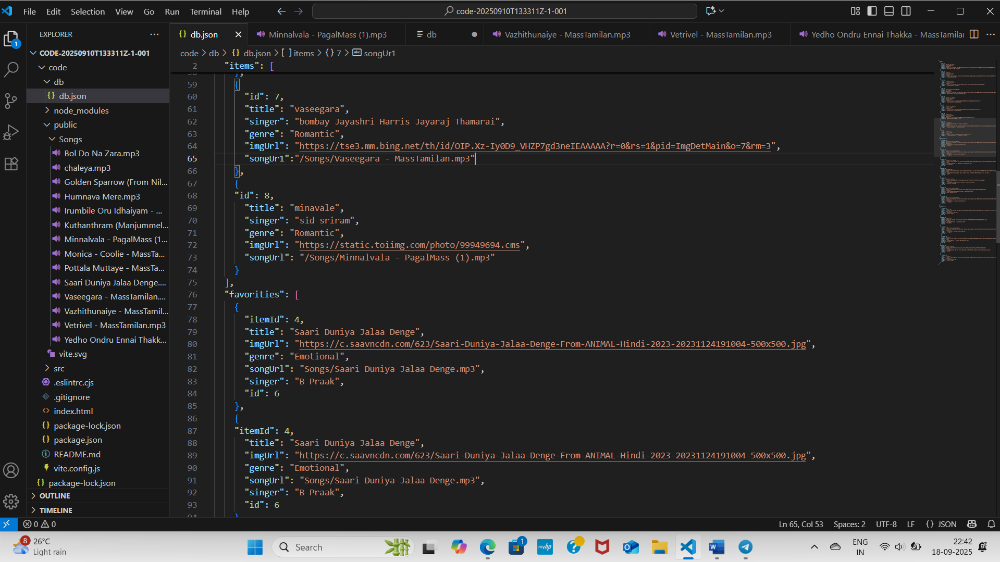 File Edit Selection View Go Run Terminal Help
code-20250910T133311Z-1-001
EXPLORER
db.json
Minnalvala - PagalMass (1).mp3
db
Vazhithunaiye - MassTamilan.mp3
Vetrivel - MassTamilan.mp3
Yedho Ondru Ennai Thakka - MassTamilan
1
CODE-20250910T133311Z-1-001
code
db
db.json
node_modules
public
Songs
Bol Do Na Zara.mp3
chaleya.mp3
Golden Sparrow (From Nil...
Humnava Mere.mp3
Irumbile Oru Idhaiyam - ...
Kuthanthram (Manjummel...
Minnalvala - PagalMass (1...
Monica - Coolie - MassTa...
Pottala Muttaye - MassTa...
Saari Duniya Jalaa Denge....
Vaseegara - MassTamilan....
Vazhithunaiye - MassTamil...
Vetrivel - MassTamilan.mp3
Yedho Ondru Ennai Thakk...
vite.svg
src
.eslintrc.cjs
.gitignore
index.html
package-lock.json
package.json
README.md
vite.config.js
package-lock.json
OUTLINE
TIMELINE
code > db > {} db.json > [ ] items > {} 7 > songUr1
2 "items": [
58 },
59 {
60 "id": 7,
61 "title": "vaseegara",
62 "singer": "bombay Jayashri Harris Jayaraj Thamarai",
63 "genre": "Romantic",
64 "imgUrl": "https://tse3.mm.bing.net/th/id/OIP.Xz-Iy0D9_VHZP7gd3neIEAAAAA?r=0&rs=1&pid=ImgDetMain&o=7&rm=3",
65 "songUr1":"/Songs/Vaseegara - MassTamilan.mp3"
66 },
67 {
68 "id": 8,
69 "title": "minavale",
70 "singer": "sid sriram",
71 "genre": "Romantic",
72 "imgUrl": "https://static.toiimg.com/photo/99949694.cms",
73 "songUrl": "/Songs/Minnalvala - PagalMass (1).mp3"
74 }
75 ],
76 "favorities": [
77 {
78 "itemId": 4,
79 "title": "Saari Duniya Jalaa Denge",
80 "imgUrl": "https://c.saavncdn.com/623/Saari-Duniya-Jalaa-Denge-From-ANIMAL-Hindi-2023-20231124191004-500x500.jpg",
81 "genre": "Emotional",
82 "songUrl": "Songs/Saari Duniya Jalaa Denge.mp3",
83 "singer": "B Praak",
84 "id": 6
85 },
86 {
87 "itemId": 4,
88 "title": "Saari Duniya Jalaa Denge",
89 "imgUrl": "https://c.saavncdn.com/623/Saari-Duniya-Jalaa-Denge-From-ANIMAL-Hindi-2023-20231124191004-500x500.jpg",
90 "genre": "Emotional",
91 "songUrl": "Songs/Saari Duniya Jalaa Denge.mp3",
92 "singer": "B Praak",
93 "id": 6
94 }
0 0
Ln 65, Col 53 Spaces: 2 UTF-8 LF {} JSON
8
26°C
Light rain
Search
1
myhp
ENG
IN
22:42
18-09-2025